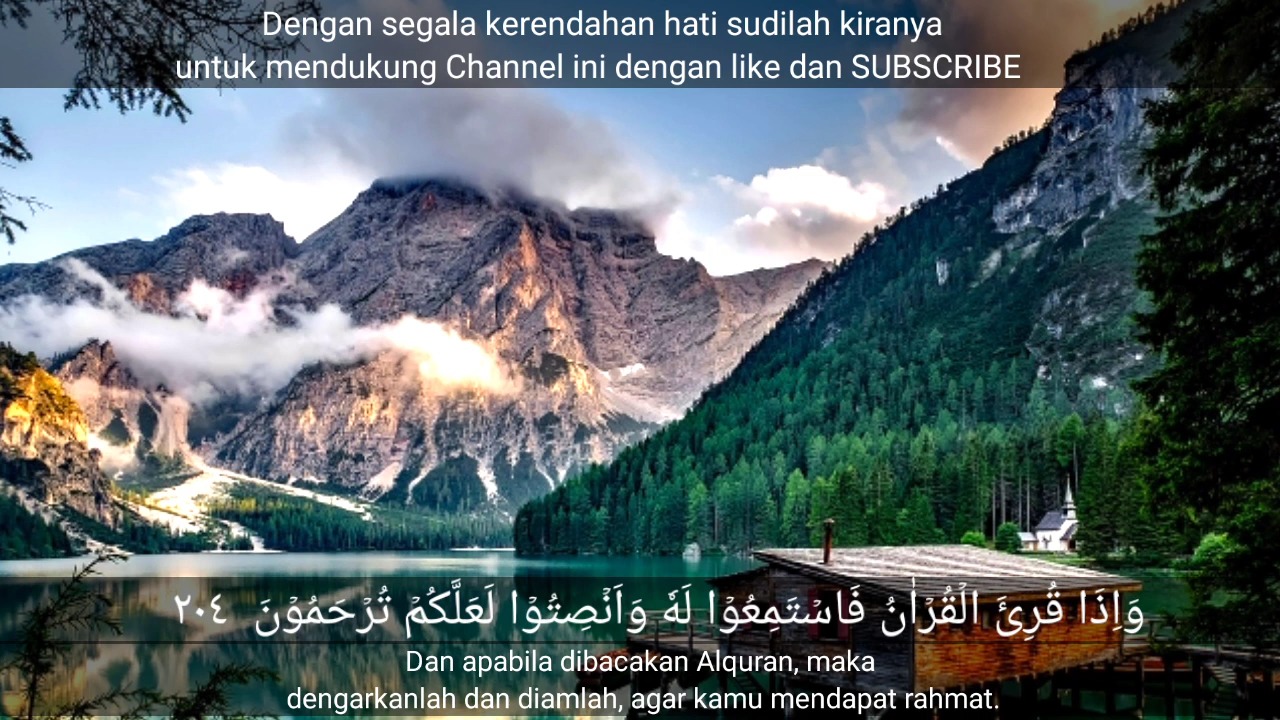 Dengan segala kerendahan hati sudilah kiranya
untuk mendukung Channel ini dengan like dan SUBSCRIBE
وَاِذَا قُرِئَ الْقُرْاٰنُ فَاسْتَمِعُوْا لَهٗ وَاَنْصِتُوْا لَعَلَّكُمْ تُرْحَمُوْنَ ٢٠٤
Dan apabila dibacakan Alquran, maka
dengarkanlah dan diamlah, agar kamu mendapat rahmat.